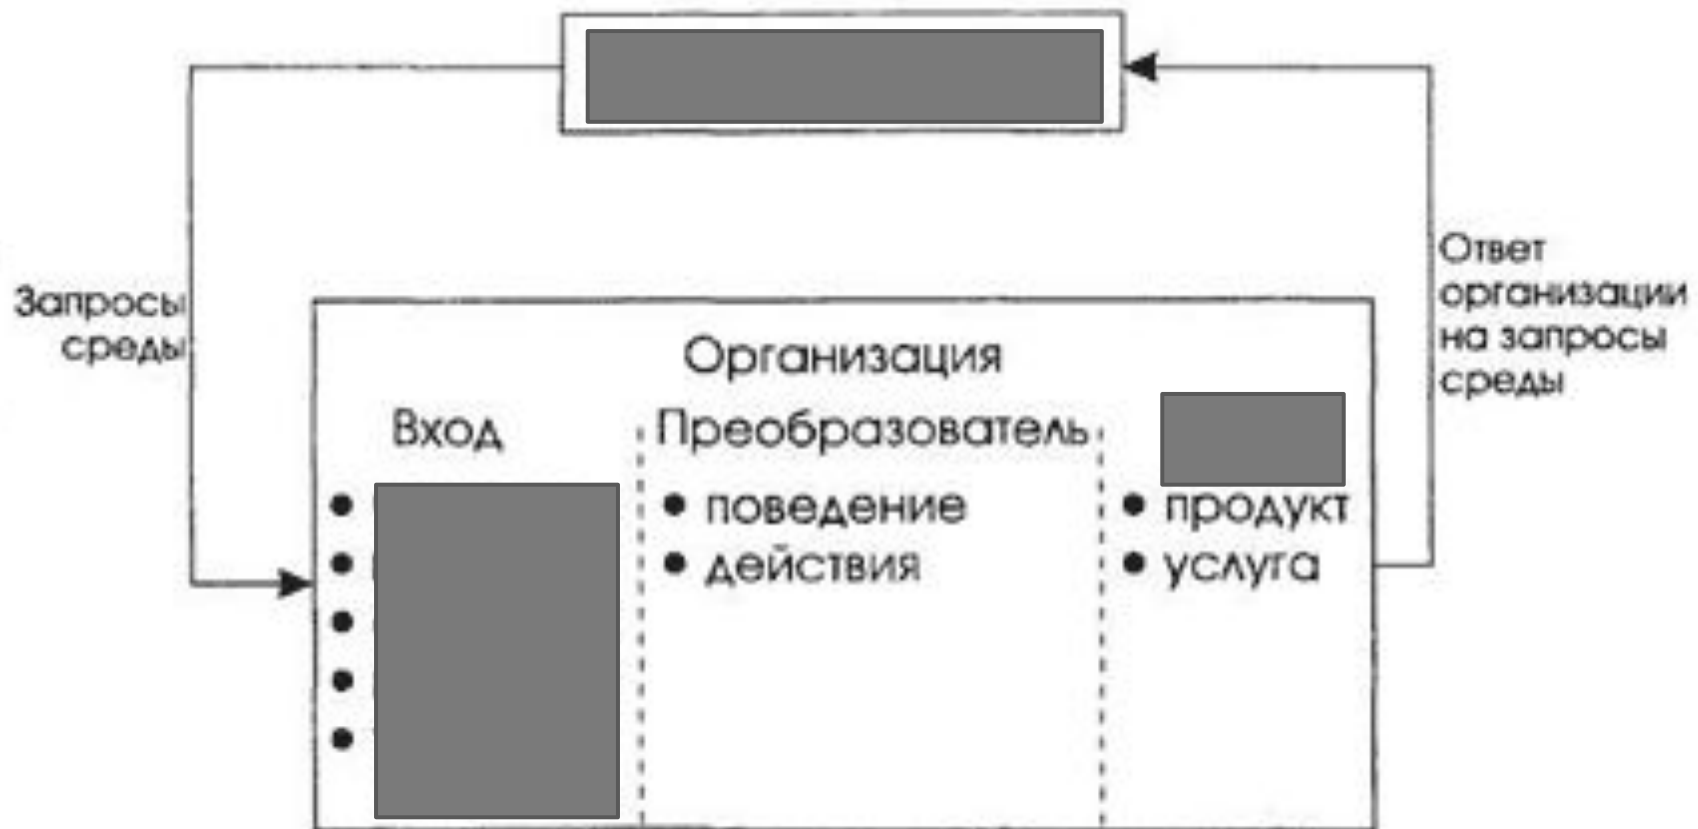 Запросы
среды
Ответ
организации
на запросы
среды
Организация
Вход
Преобразователь
• поведение
• действия
• продукт
• услуга